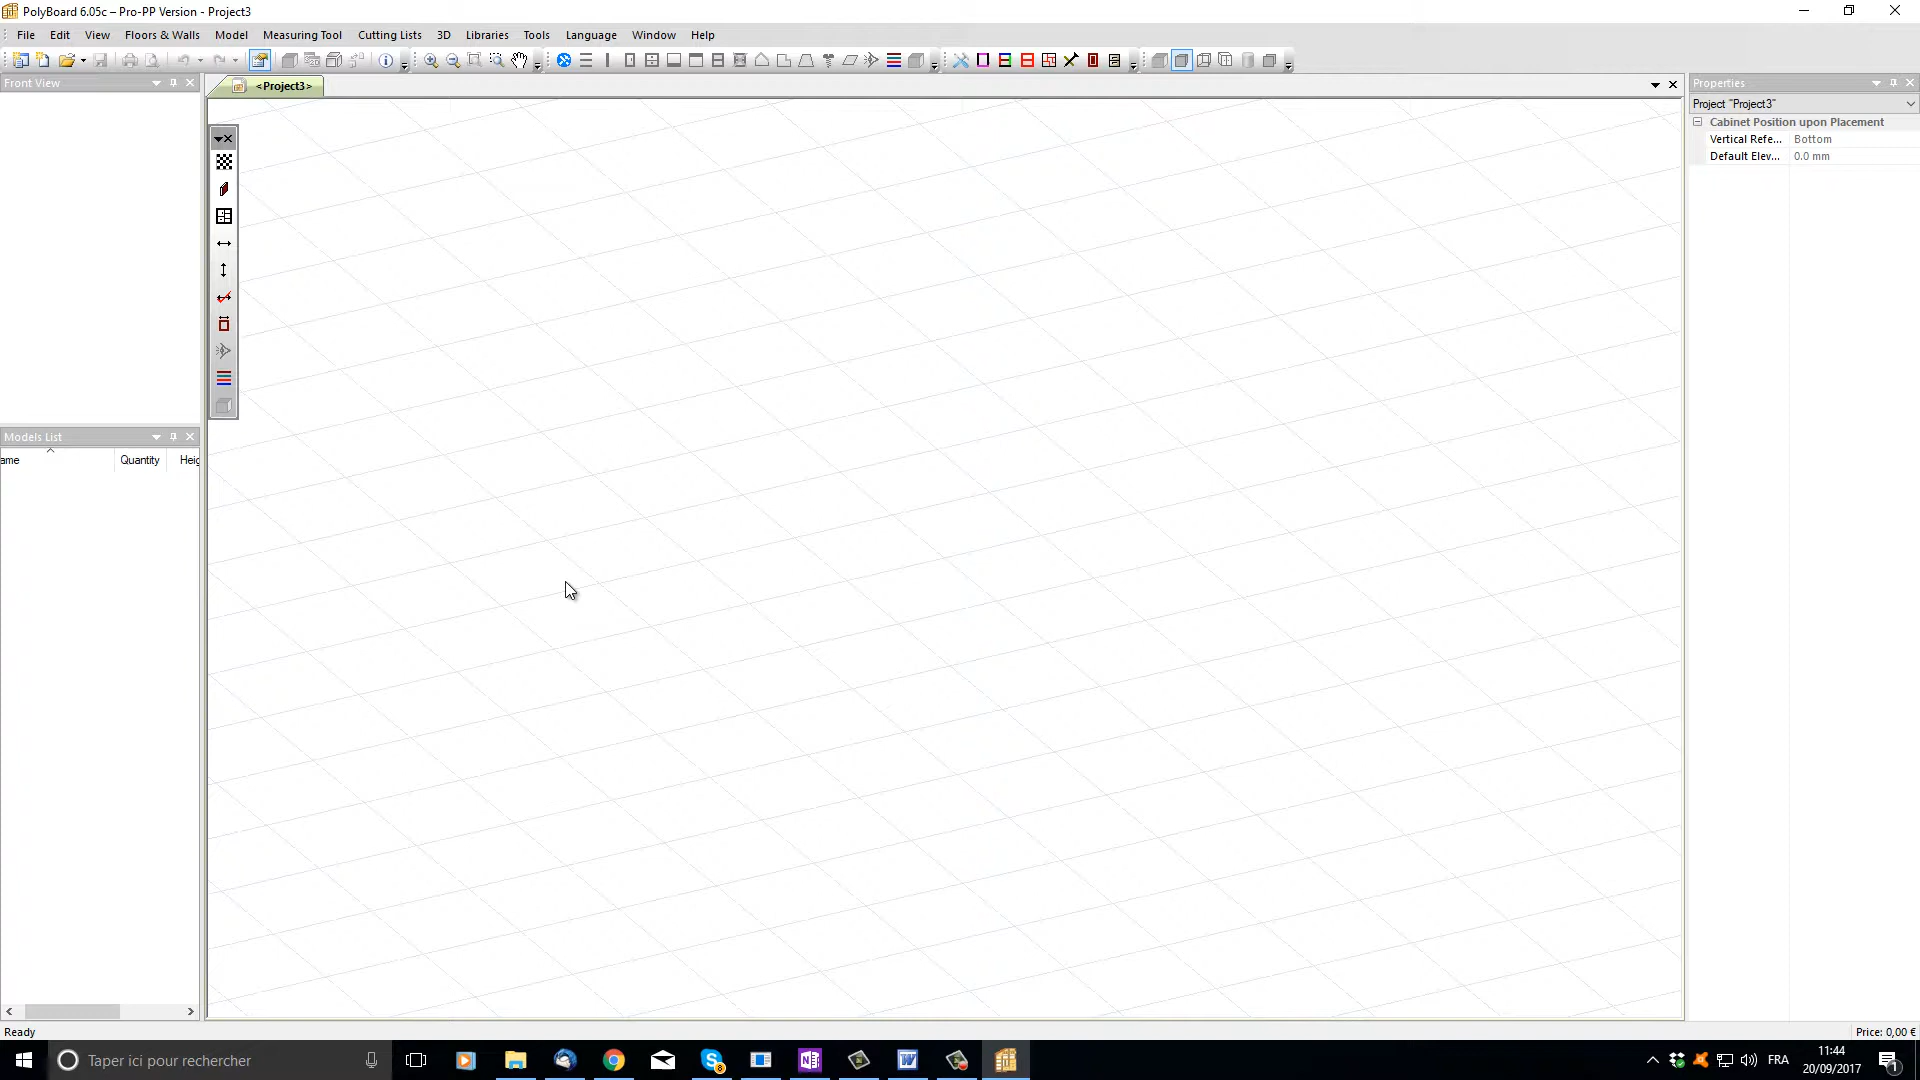 PolyBoard 6.05c – Pro-PP Version - Project3
File Edit View Floors & Walls Model Measuring Tool Cutting Lists 3D Libraries Tools Language Window Help
Front View
<Project3>
Properties
Project "Project3"
Cabinet Position upon Placement
Vertical Refe... Bottom
Default Elev... 0.0 mm
Models List
ame Quantity Heig
Ready
Price: 0,00 €
Taper ici pour rechercher
FRA
11:44
20/09/2017